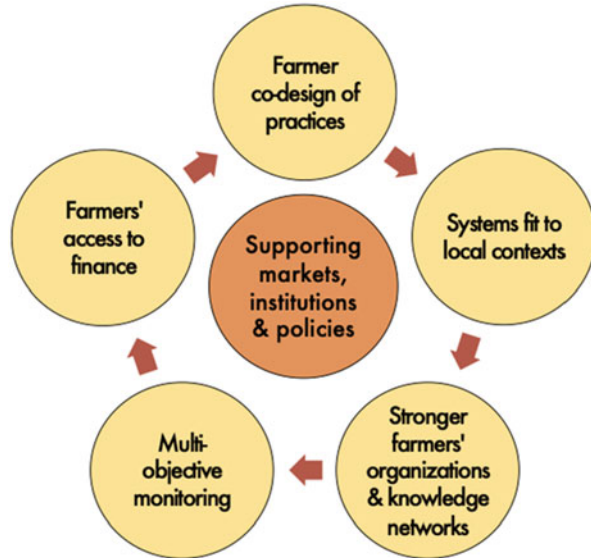 Farmer
co-design of
practices
Systems fit to
local contexts
Stronger
farmers'
organizations
& knowledge
networks
Multi-
objective
monitoring
Farmers'
access to
finance
Supporting
markets,
institutions
& policies